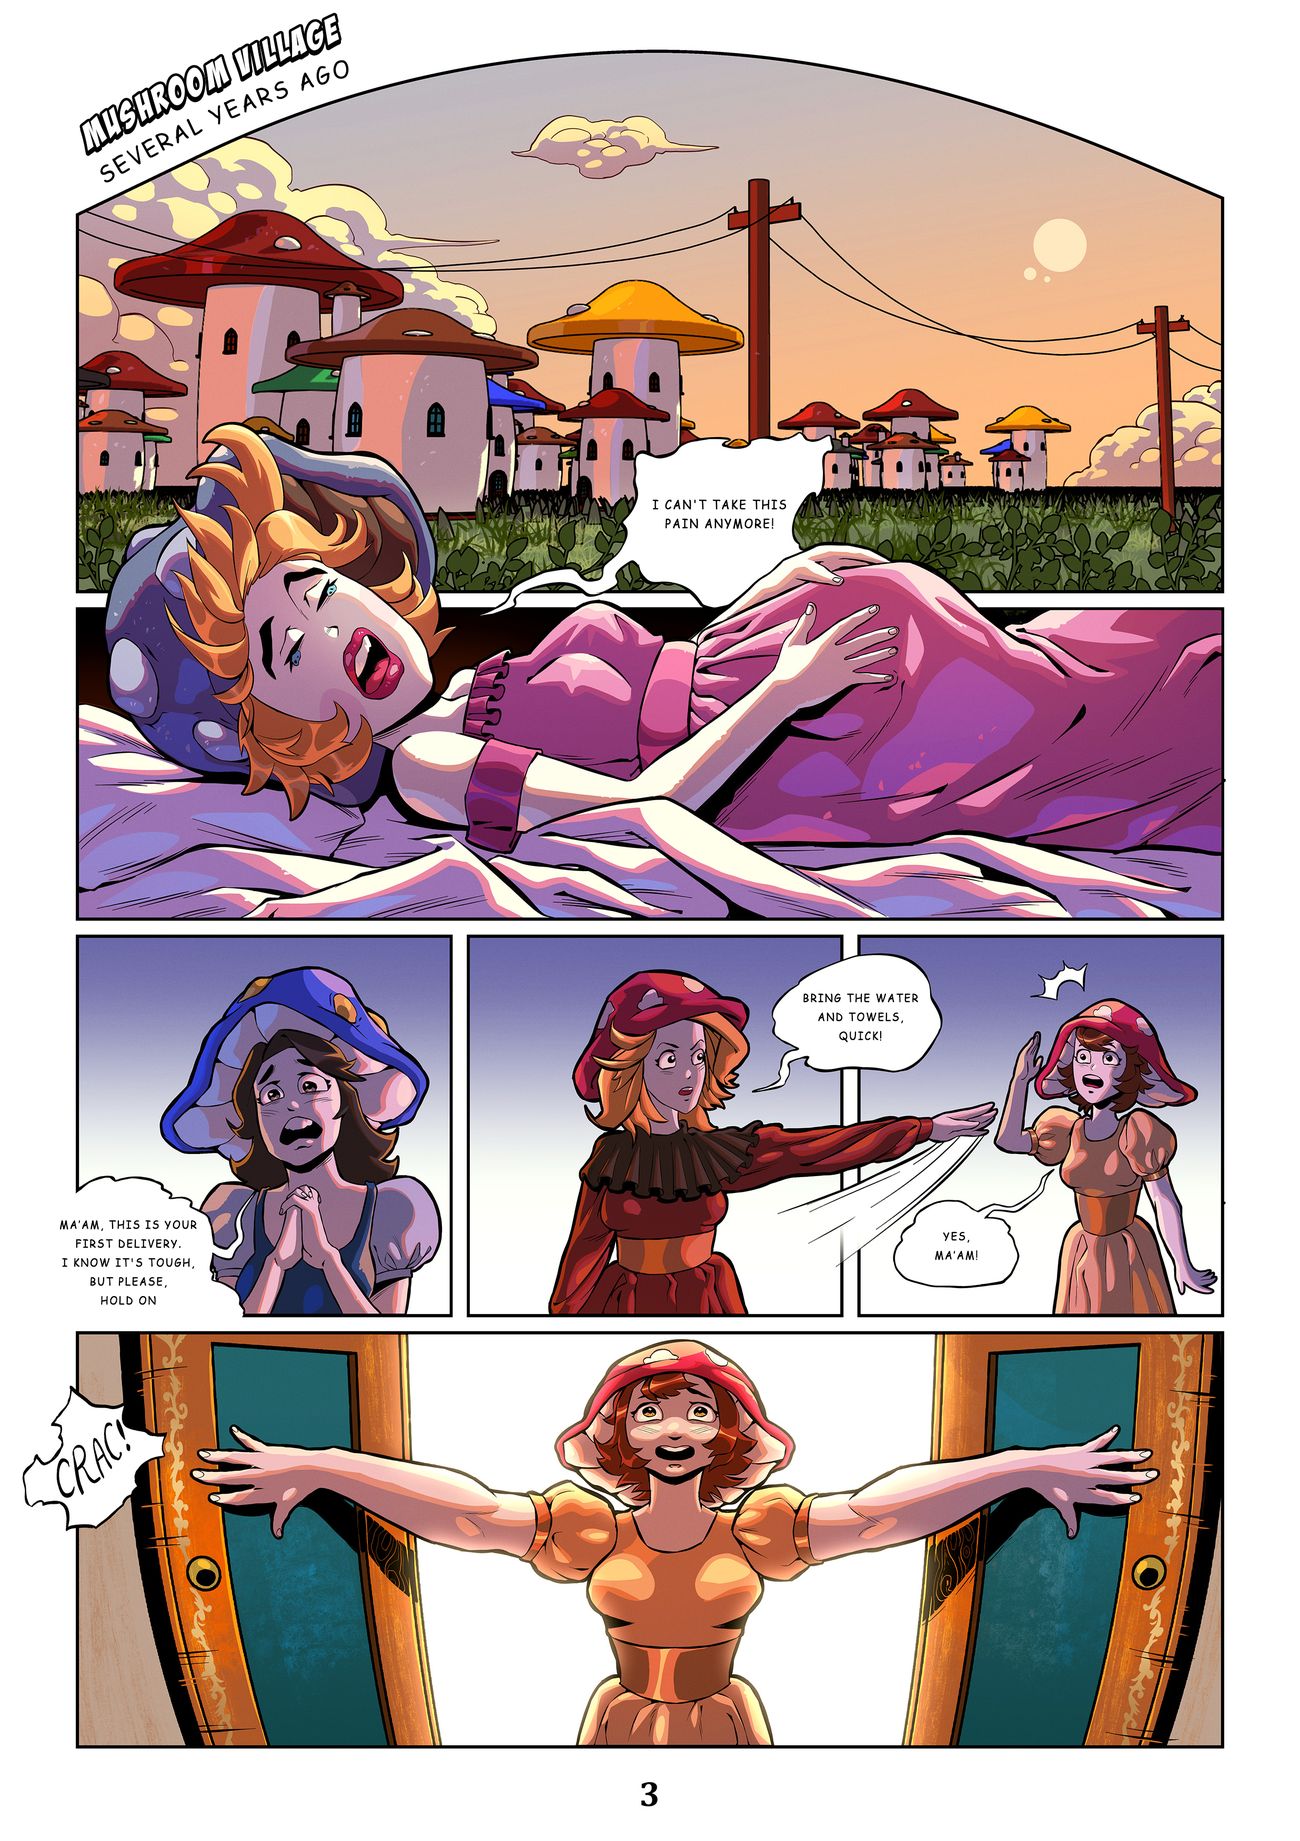 MUSHROOM VILLAGE
SEVERAL YEARS AGO
I CAN'T TAKE THIS
PAIN ANYMORE!
MA'AM, THIS IS YOUR
FIRST DELIVERY.
I KNOW IT'S TOUGH,
BUT PLEASE,
HOLD ON
BRING THE WATER
AND TOWELS,
QUICK!
YES,
MA'AM!
CRAC!
3